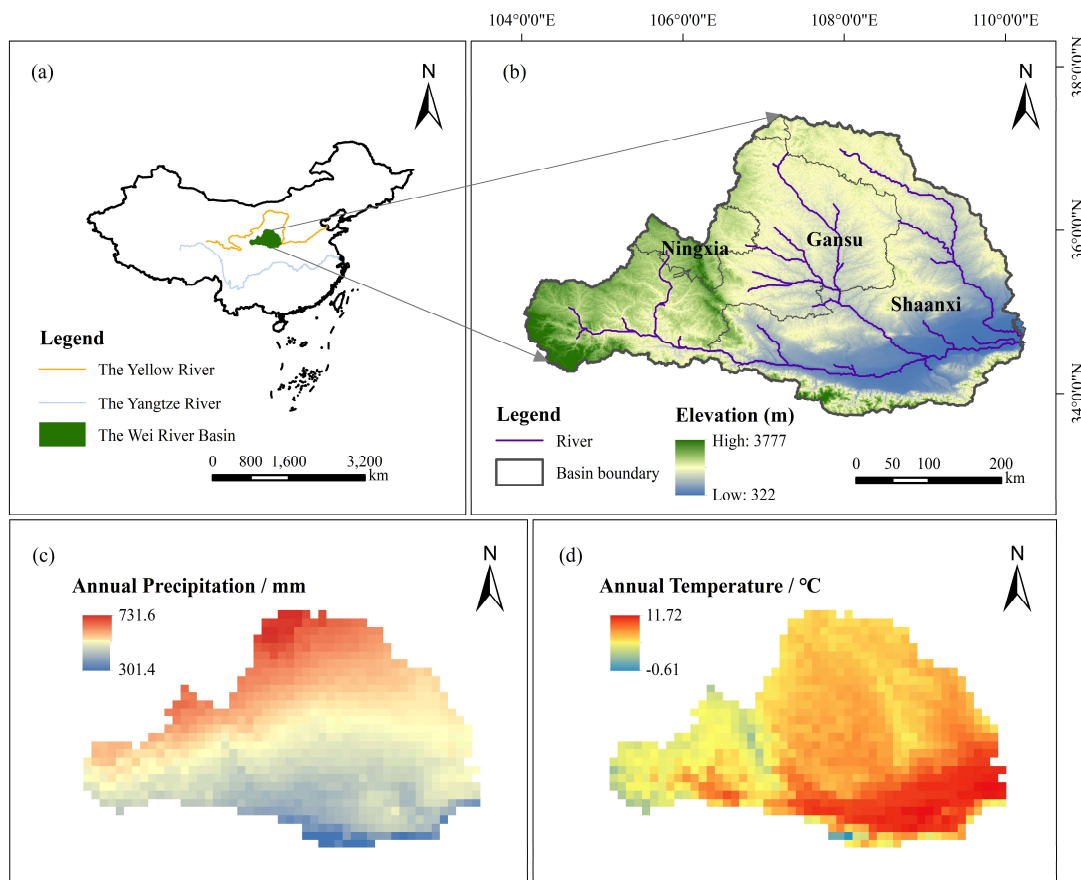 104°0'0"E 106°0'0"E 108°0'0"E 110°0'0"E
(a)
N
Legend
The Yellow River
The Yangtze River
The Wei River Basin
0 800 1,600 3,200
km
(b)
N
38°0'0"N
36°0'0"N
34°0'0"N
Ningxia
Gansu
Shaanxi
Legend
River
Basin boundary
Elevation (m)
High: 3777
Low: 322
0 50 100 200
km
(c)
N
Annual Precipitation / mm
731.6
301.4
(d)
N
Annual Temperature / °C
11.72
-0.61